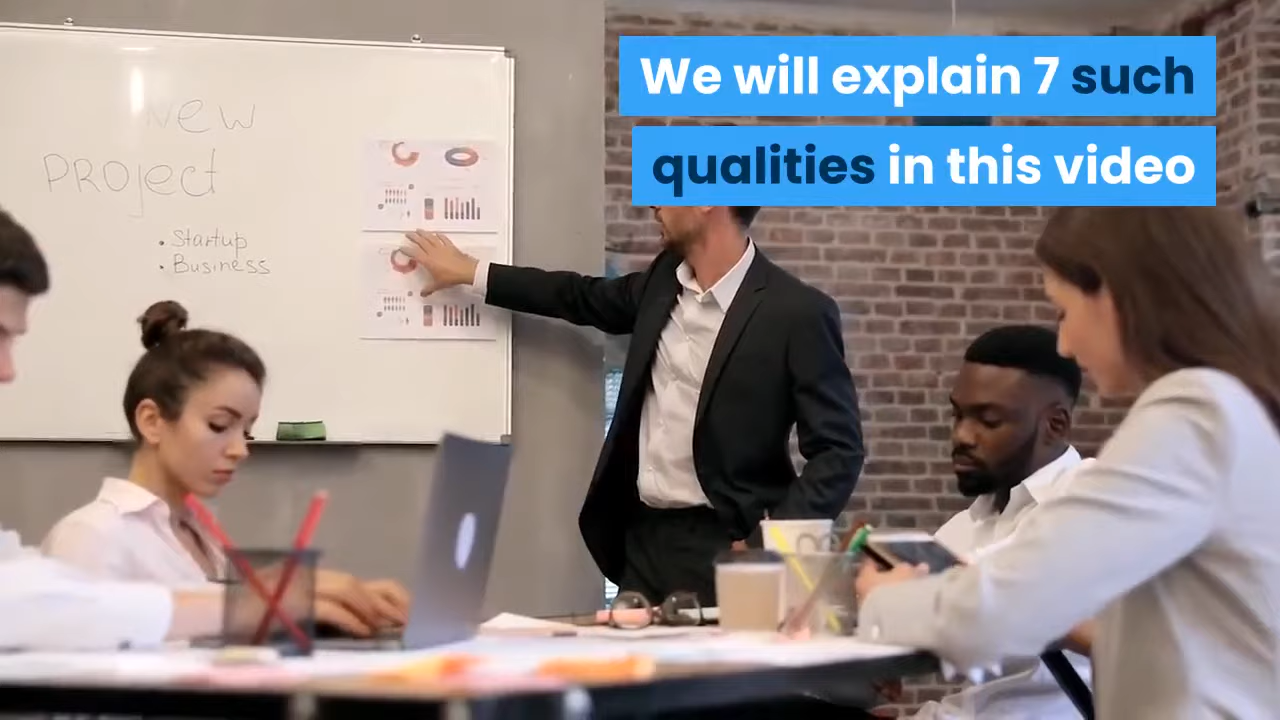 We will explain 7 such
qualities in this video
New
PROJect
• Startup
• Business